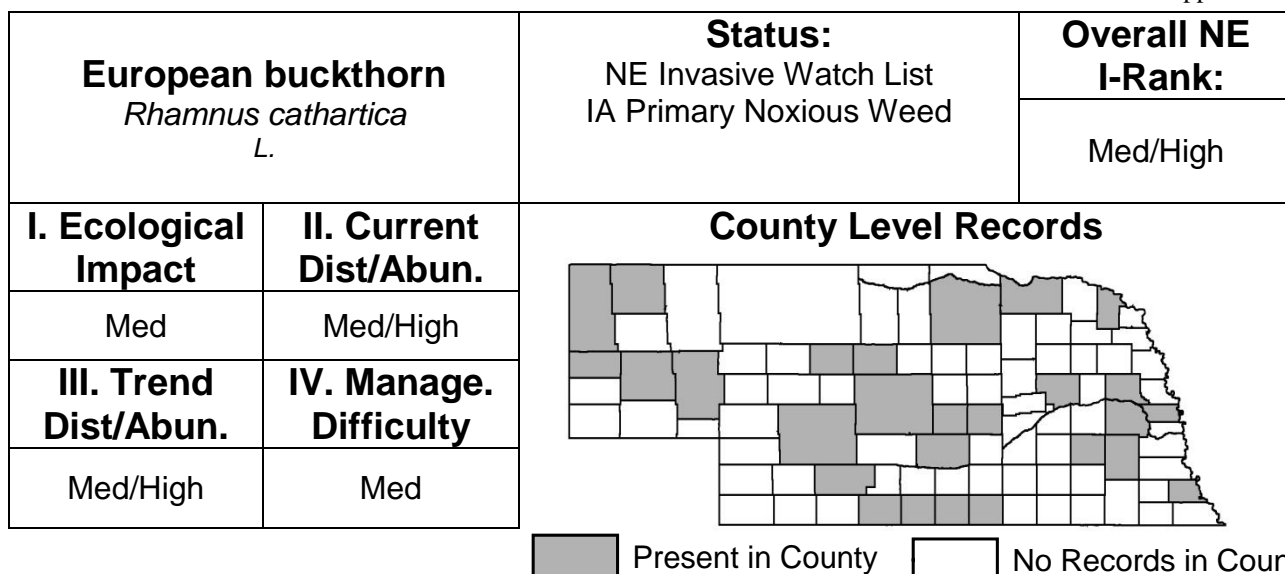 European buckthorn
Rhamnus cathartica
L.
Status:
NE Invasive Watch List
IA Primary Noxious Weed
Overall NE
I-Rank:
Med/High
I. Ecological
Impact
II. Current
Dist/Abun.
Med
Med/High
III. Trend
Dist/Abun.
IV. Manage.
Difficulty
Med/High
Med
County Level Records
Present in County
No Records in